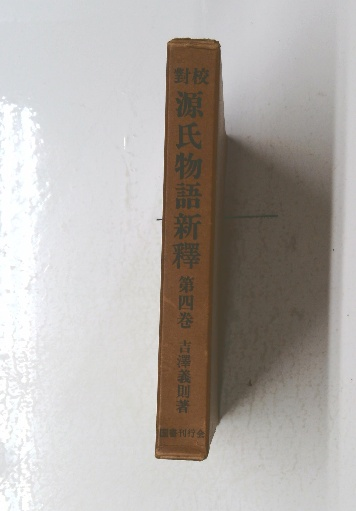 對校
源氏物語新釋
第四卷
吉澤義則著
國書刊行会